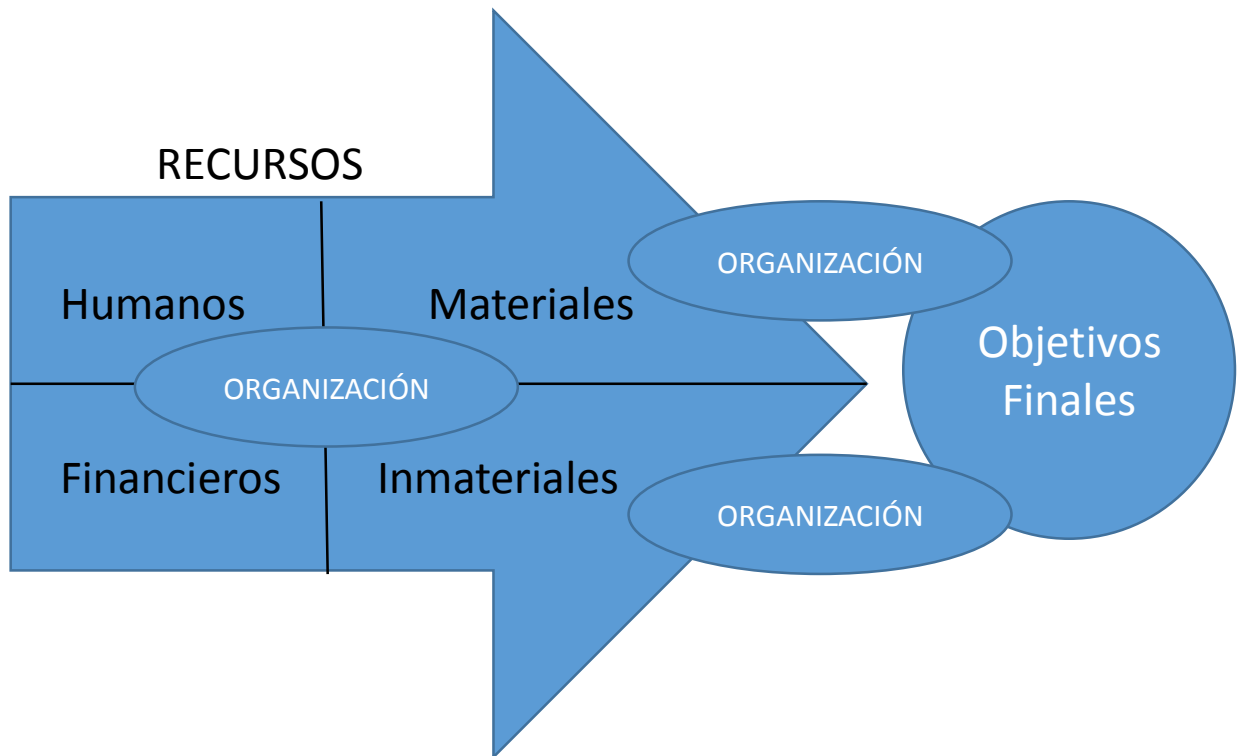 RECURSOS
Humanos
Materiales
ORGANIZACIÓN
Objetivos
Finales
ORGANIZACIÓN
Financieros
Inmateriales
ORGANIZACIÓN